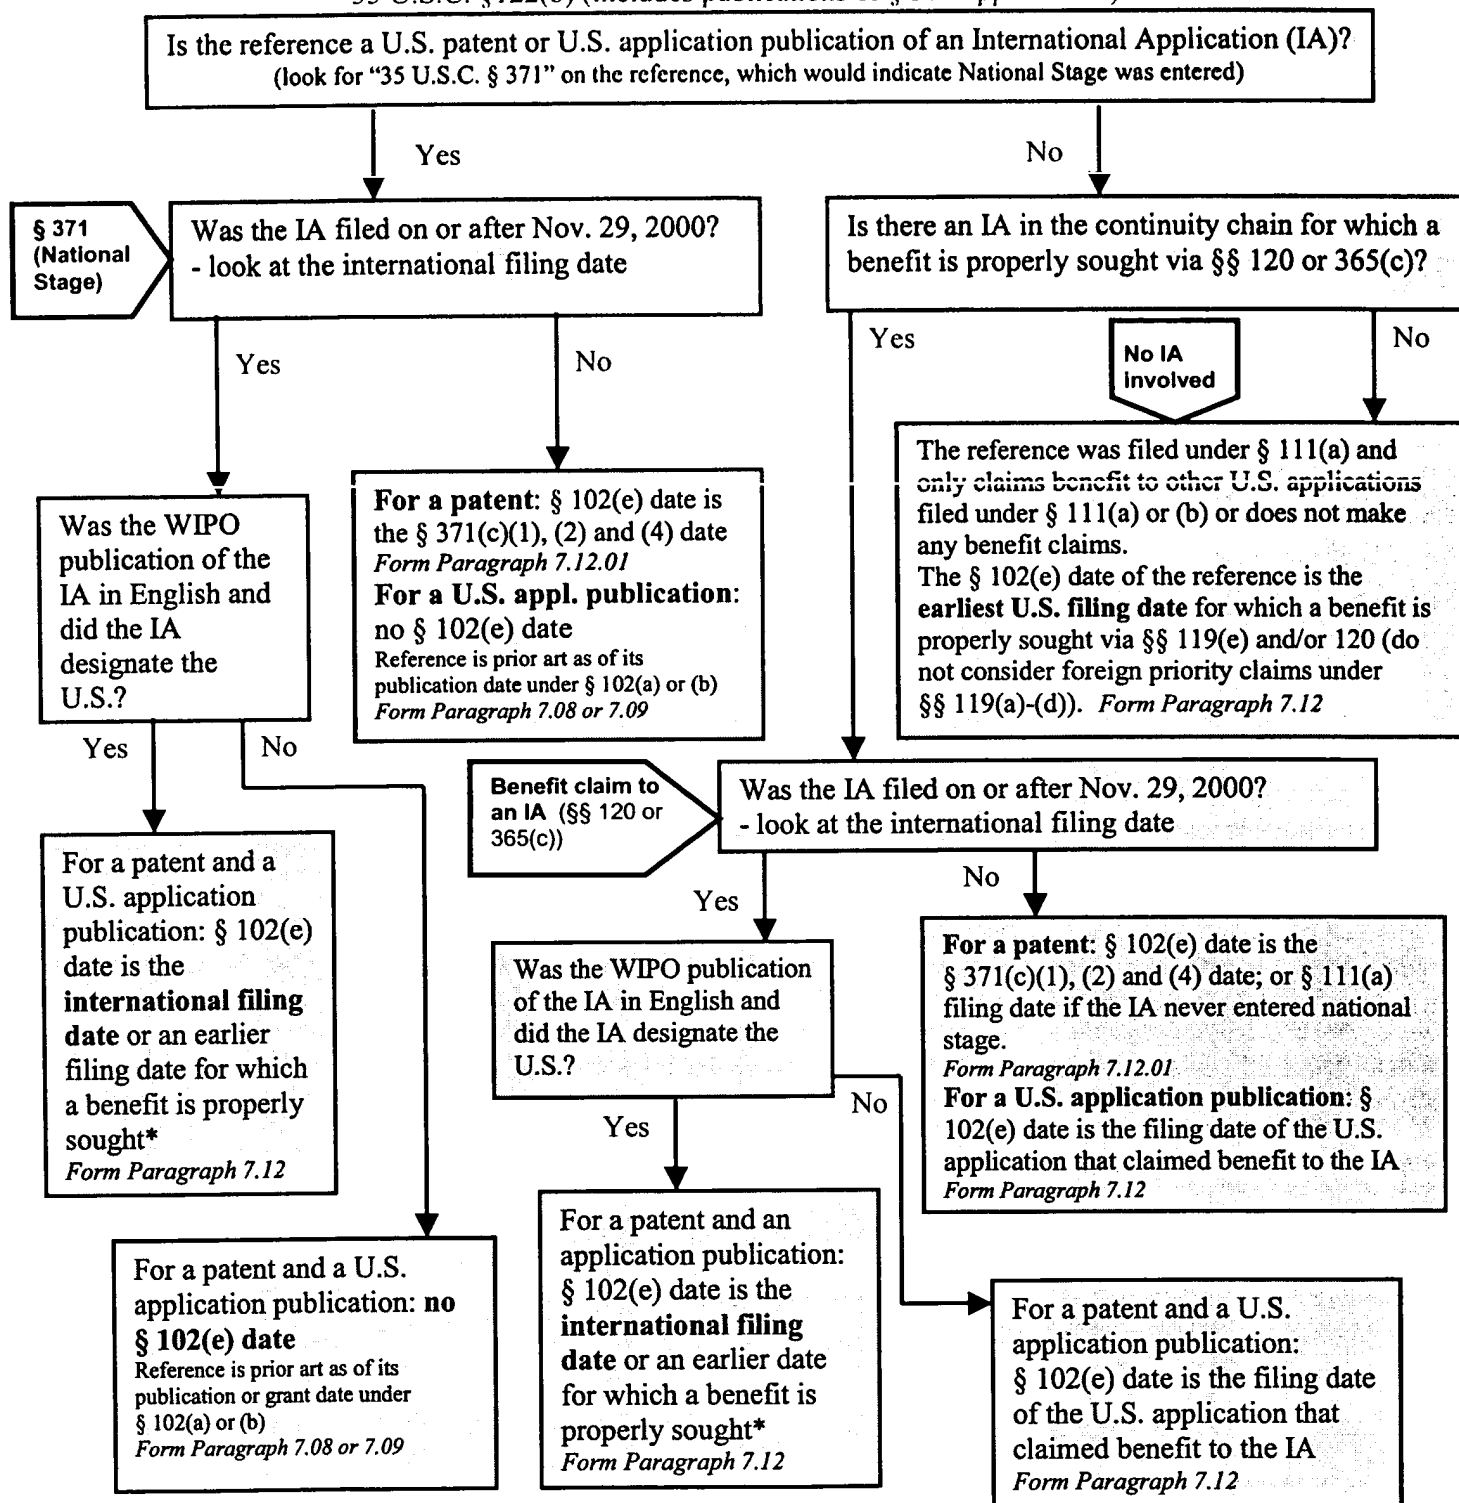 35 U.S.C. § 122(b) (includes publications of §
Is the reference a U.S. patent or U.S. application publication of an International Application (IA)?
(look for “35 U.S.C. § 371” on the reference, which would indicate National Stage was entered)
Yes
No
§ 371
(National
Stage)
Was the IA filed on or after Nov. 29, 2000?
- look at the international filing date
Is there an IA in the continuity chain for which a
benefit is properly sought via §§ 120 or 365(c)?
Yes
No
Yes
No IA
involved
No
The reference was filed under § 111(a) and
only claims benefit to other U.S. applications
filed under § 111(a) or (b) or does not make
any benefit claims.
The § 102(e) date of the reference is the
earliest U.S. filing date for which a benefit is
properly sought via §§ 119(e) and/or 120 (do
not consider foreign priority claims under
§§ 119(a)-(d)). Form Paragraph 7.12
For a patent: § 102(e) date is
the § 371(c)(1), (2) and (4) date
Form Paragraph 7.12.01
For a U.S. appl. publication:
no § 102(e) date
Reference is prior art as of its
publication date under § 102(a) or (b)
Form Paragraph 7.08 or 7.09
Was the WIPO
publication of the
IA in English and
did the IA
designate the
U.S.?
Yes
No
Benefit claim to
an IA (§§ 120 or
365(c))
Was the IA filed on or after Nov. 29, 2000?
- look at the international filing date
Yes
No
For a patent and a
U.S. application
publication: § 102(e)
date is the
international filing
date or an earlier
filing date for which
a benefit is properly
sought*
Form Paragraph 7.12
Was the WIPO publication
of the IA in English and
did the IA designate the
U.S.?
Yes
No
For a patent: § 102(e) date is the
§ 371(c)(1), (2) and (4) date; or § 111(a)
filing date if the IA never entered national
stage.
Form Paragraph 7.12.01
For a U.S. application publication: §
102(e) date is the filing date of the U.S.
application that claimed benefit to the IA
Form Paragraph 7.12
For a patent and a U.S.
application publication: no
§ 102(e) date
Reference is prior art as of its
publication or grant date under
§ 102(a) or (b)
Form Paragraph 7.08 or 7.09
For a patent and an
application publication:
§ 102(e) date is the
international filing
date or an earlier date
for which a benefit is
properly sought*
Form Paragraph 7.12
For a patent and a U.S.
application publication:
§ 102(e) date is the filing date
of the U.S. application that
claimed benefit to the IA
Form Paragraph 7.12